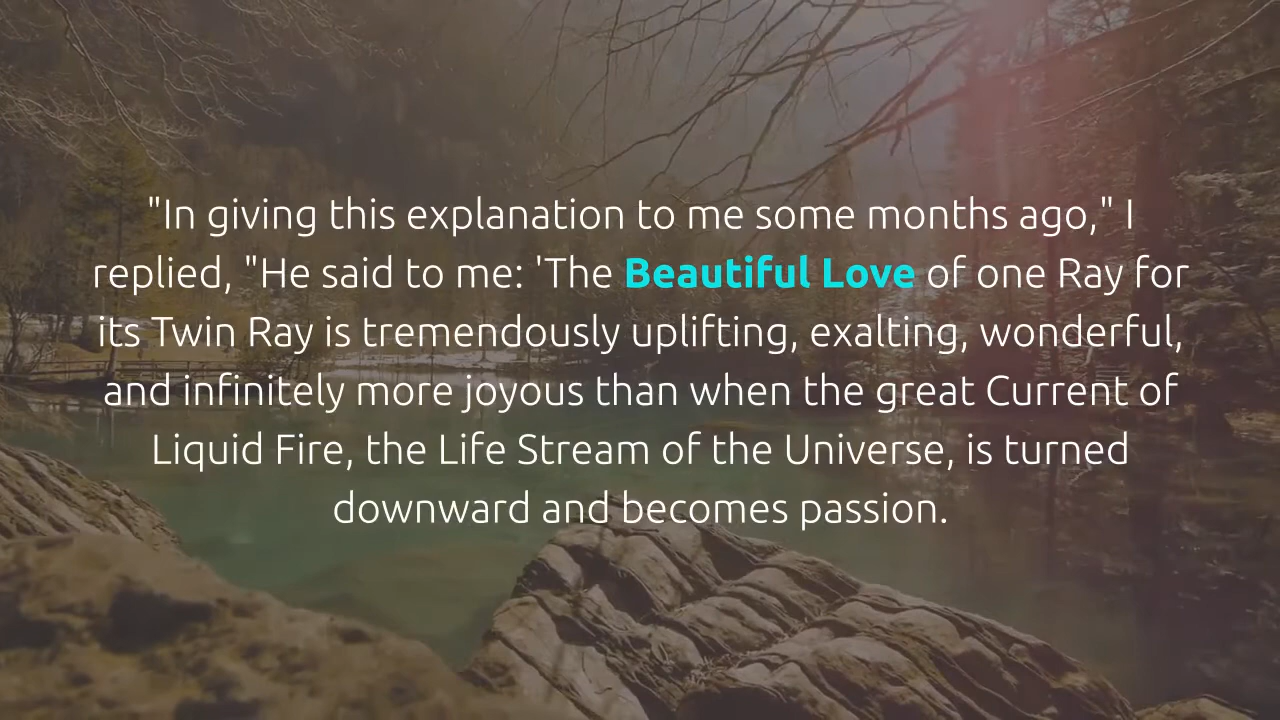 "In giving this explanation to me some months ago," I
replied, "He said to me: 'The Beautiful Love of one Ray for
its Twin Ray is tremendously uplifting, exalting, wonderful,
and infinitely more joyous than when the great Current of
Liquid Fire, the Life Stream of the Universe, is turned
downward and becomes passion.